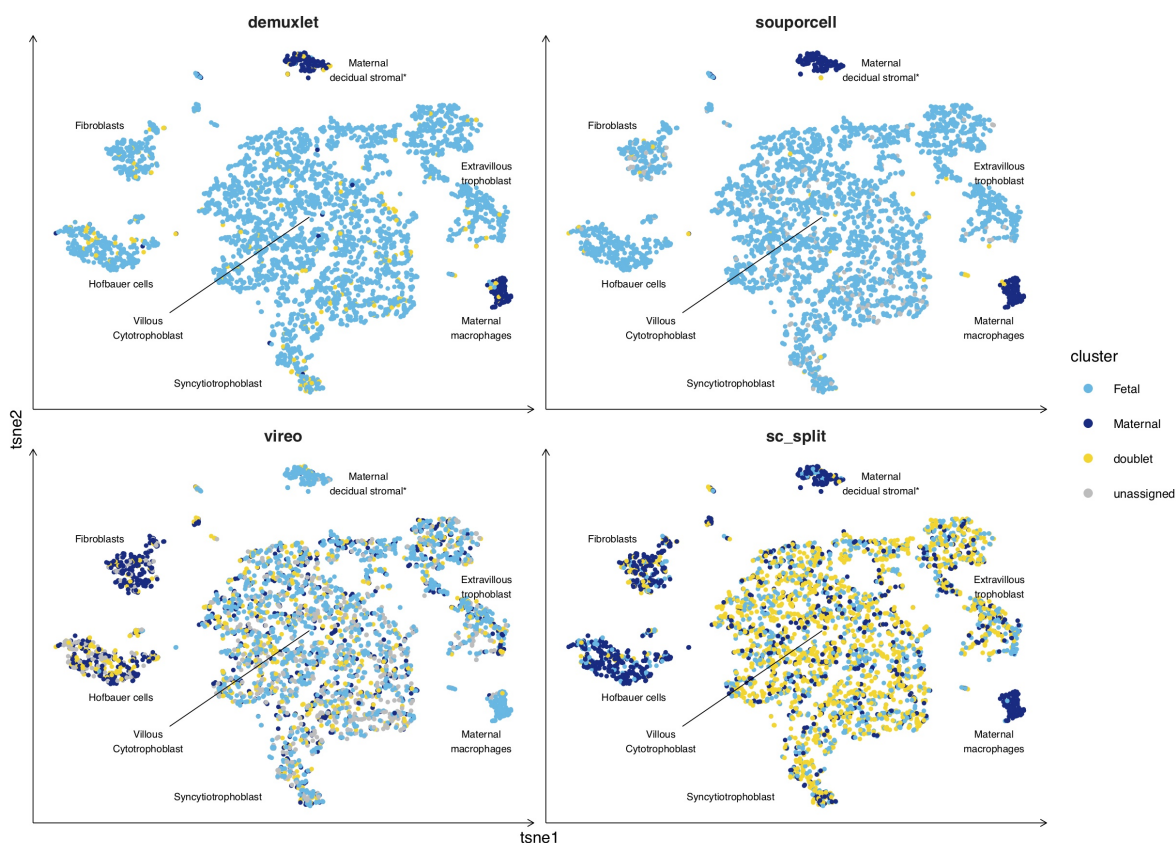 demuxlet
Maternal
decidual stromal*
Fibroblasts
Extravillous
trophoblast
Hofbauer cells
Villous
Cytotrophoblast
Maternal
macrophages
Syncytiotrophoblast
souporcell
Maternal
decidual stromal*
Fibroblasts
Extravillous
trophoblast
Hofbauer cells
Villous
Cytotrophoblast
Maternal
macrophages
Syncytiotrophoblast
vireo
Maternal
decidual stromal*
Fibroblasts
Extravillous
trophoblast
Hofbauer cells
Villous
Cytotrophoblast
Maternal
macrophages
Syncytiotrophoblast
sc_split
Maternal
decidual stromal*
Fibroblasts
Extravillous
trophoblast
Hofbauer cells
Villous
Cytotrophoblast
Maternal
macrophages
Syncytiotrophoblast
tsne2
tsne1
cluster
Fetal
Maternal
doublet
unassigned